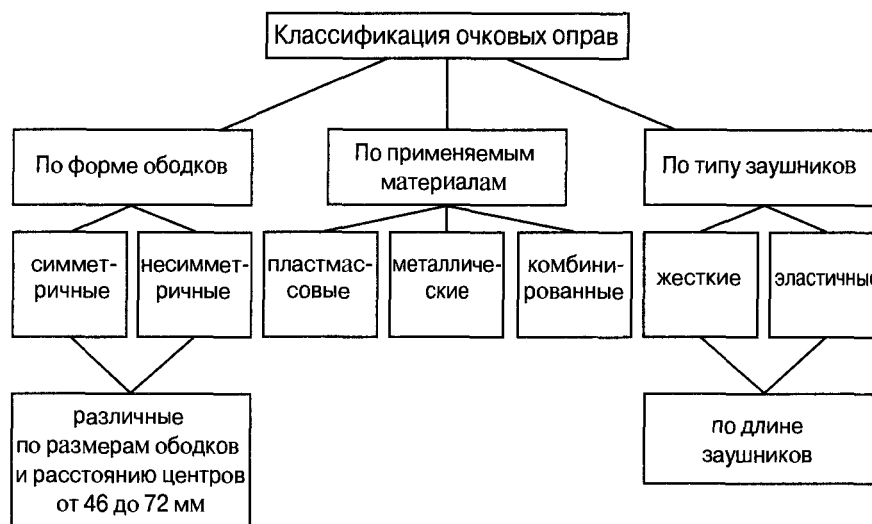 Классификация очковых оправ
По форме ободков
По применяемым
материалам
По типу заушников
симмет-
ричные
несиммет-
ричные
пластмас-
совые
металличе-
ские
комбини-
рованные
жесткие
эластичные
различные
по размерам ободков
и расстоянию центров
от 46 до 72 мм
по длине
заушников